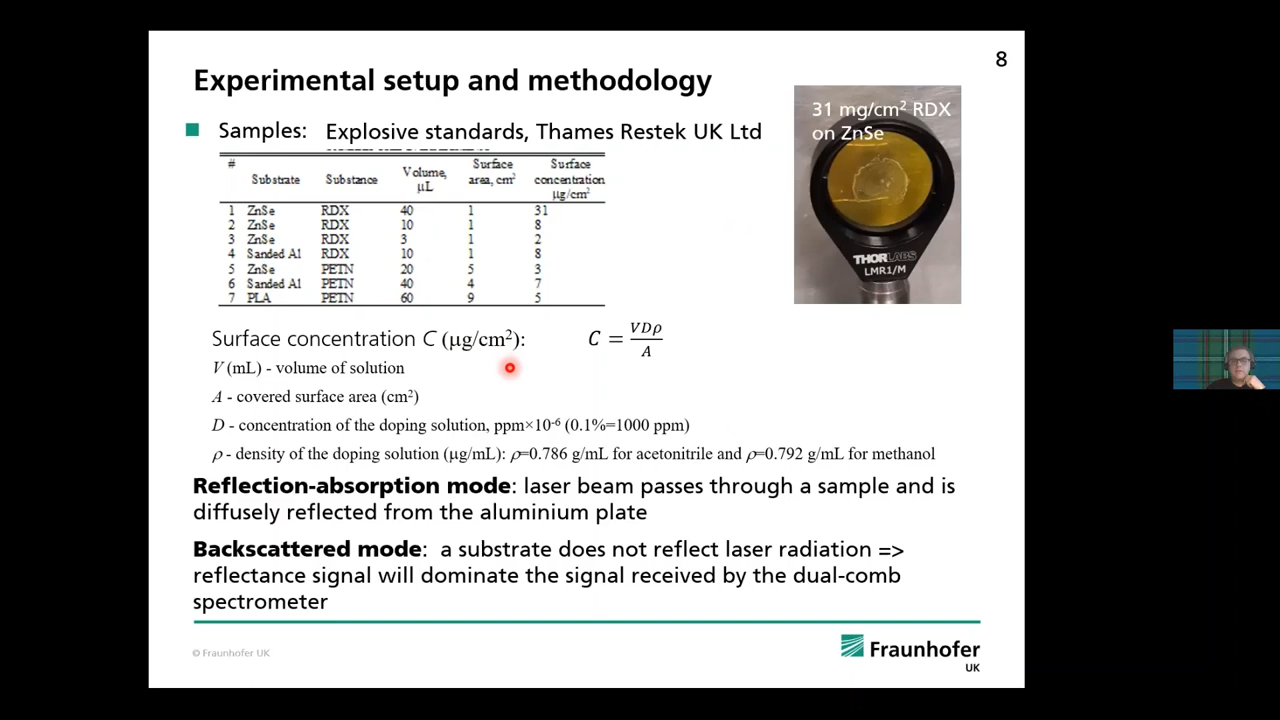 8
Experimental setup and methodology
Samples: Explosive standards, Thames Restek UK Ltd
31 mg/cm² RDX
on ZnSe
# Substrate Substance Volume, μL Surface area, cm² Surface concentration μg/cm²
1 ZnSe RDX 40 1 31
2 ZnSe RDX 10 1 8
3 ZnSe RDX 3 1 2
4 Sanded Al RDX 10 1 8
5 ZnSe PETN 20 5 3
6 Sanded Al PETN 40 4 7
7 PLA PETN 60 9 5
THORLABS
LMR1/M
Surface concentration C (μg/cm²): C = VDρ/A
V (mL) - volume of solution
A - covered surface area (cm²)
D - concentration of the doping solution, ppm×10⁻⁶ (0.1%=1000 ppm)
ρ - density of the doping solution (μg/mL): ρ=0.786 g/mL for acetonitrile and ρ=0.792 g/mL for methanol
Reflection-absorption mode: laser beam passes through a sample and is
diffusely reflected from the aluminium plate
Backscattered mode: a substrate does not reflect laser radiation =>
reflectance signal will dominate the signal received by the dual-comb
spectrometer
© Fraunhofer UK
Fraunhofer
UK